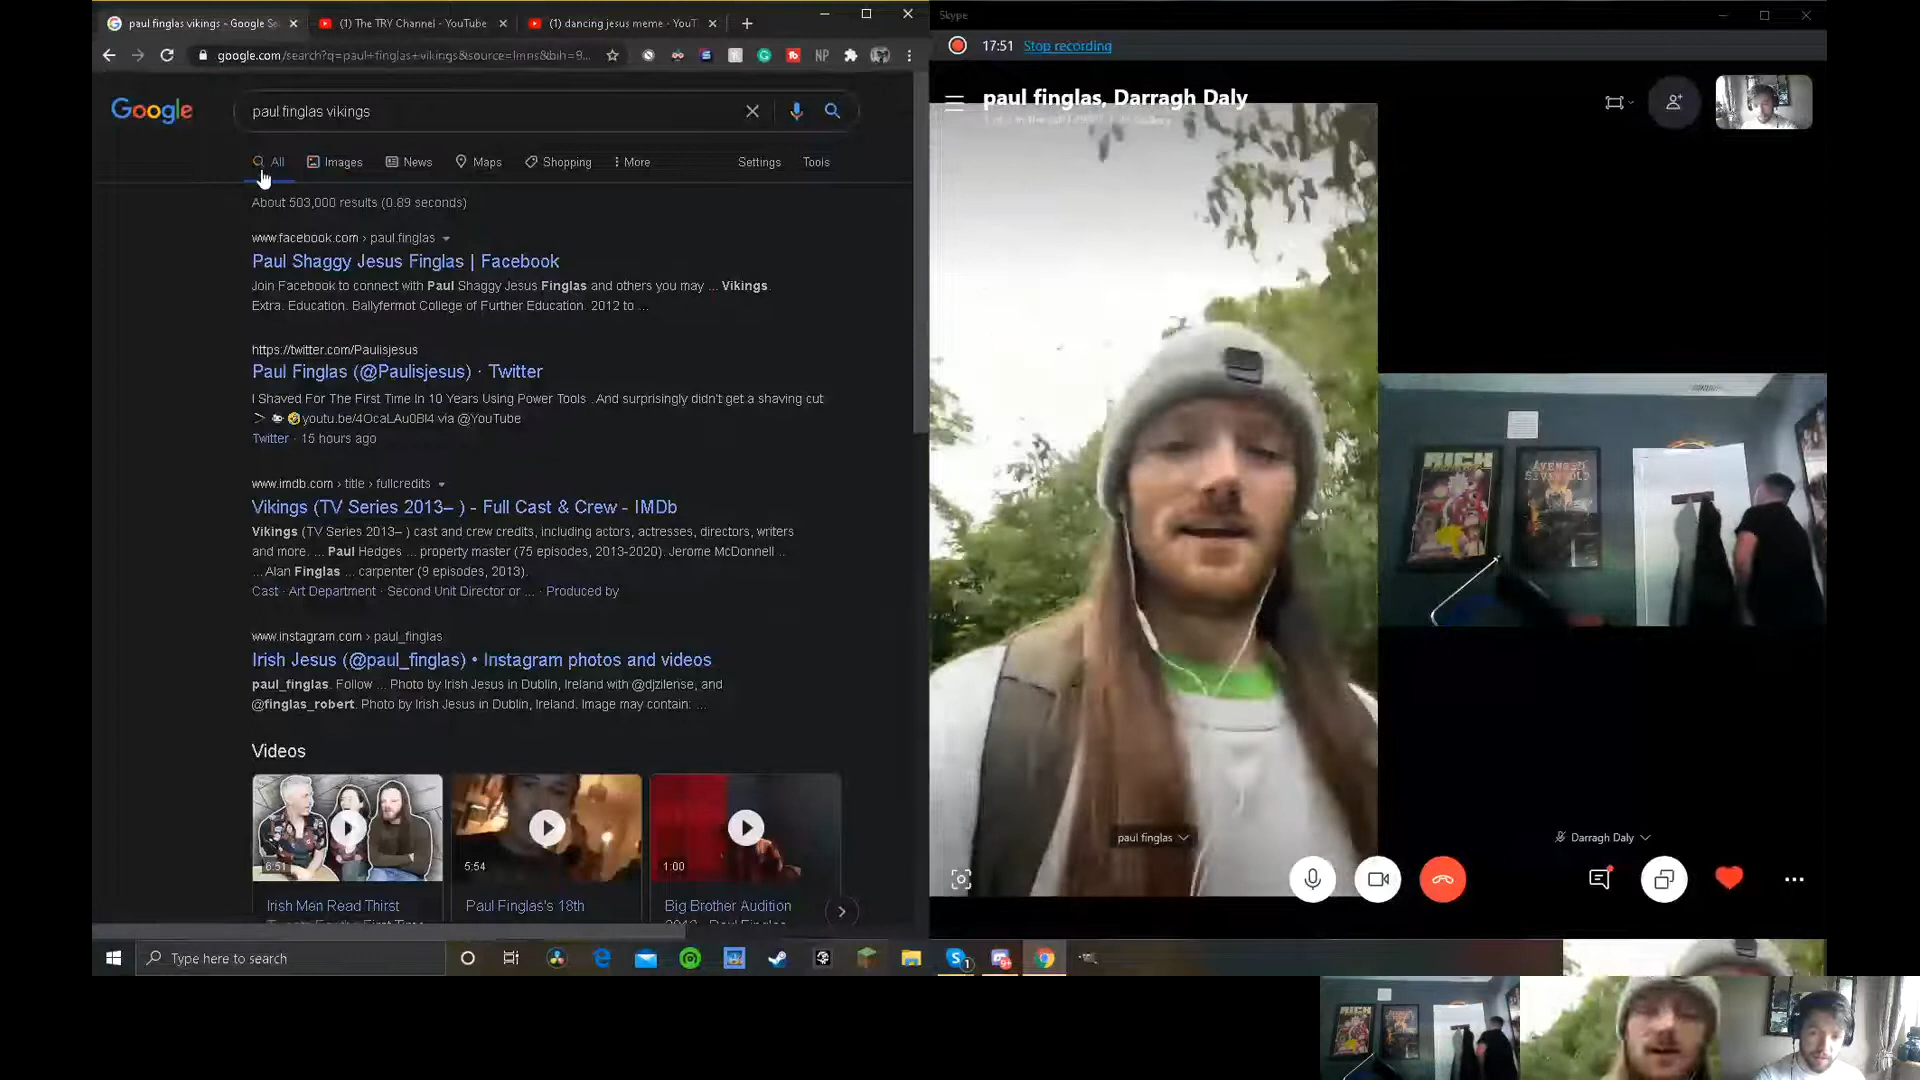 paul finglas vikings - Google Se
(1) The TRY Channel - YouTube
(1) dancing jesus meme - YouT
google.com/search?q=paul+finglas+vikings&source=lmns&bih=9...
NP
Google
paul finglas vikings
All
Images
News
Maps
Shopping
More
Settings
Tools
About 503,000 results (0.89 seconds)
www.facebook.com › paul.finglas
Paul Shaggy Jesus Finglas | Facebook
Join Facebook to connect with Paul Shaggy Jesus Finglas and others you may ... Vikings.
Extra. Education. Ballyfermot College of Further Education. 2012 to ...
https://twitter.com/Paulisjesus
Paul Finglas (@Paulisjesus) · Twitter
I Shaved For The First Time In 10 Years Using Power Tools ..And surprisingly didn't get a shaving cut
youtu.be/4OcaLAu0BI4 via @YouTube
Twitter · 15 hours ago
www.imdb.com › title › fullcredits
Vikings (TV Series 2013– ) - Full Cast & Crew - IMDb
Vikings (TV Series 2013– ) cast and crew credits, including actors, actresses, directors, writers
and more. ... Paul Hedges ... property master (75 episodes, 2013-2020). Jerome McDonnell ..
... Alan Finglas ... carpenter (9 episodes, 2013).
Cast · Art Department · Second Unit Director or ... · Produced by
www.instagram.com › paul_finglas
Irish Jesus (@paul_finglas) • Instagram photos and videos
paul_finglas. Follow ... Photo by Irish Jesus in Dublin, Ireland with @djzilense, and
@finglas_robert. Photo by Irish Jesus in Dublin, Ireland. Image may contain: ...
Videos
6:51
5:54
1:00
Irish Men Read Thirst
Paul Finglas's 18th
Big Brother Audition
Type here to search
Skype
17:51 Stop recording
paul finglas, Darragh Daly
RICK
AVENGED
SEVENFOLD
paul finglas
Darragh Daly
1
9+
RICK